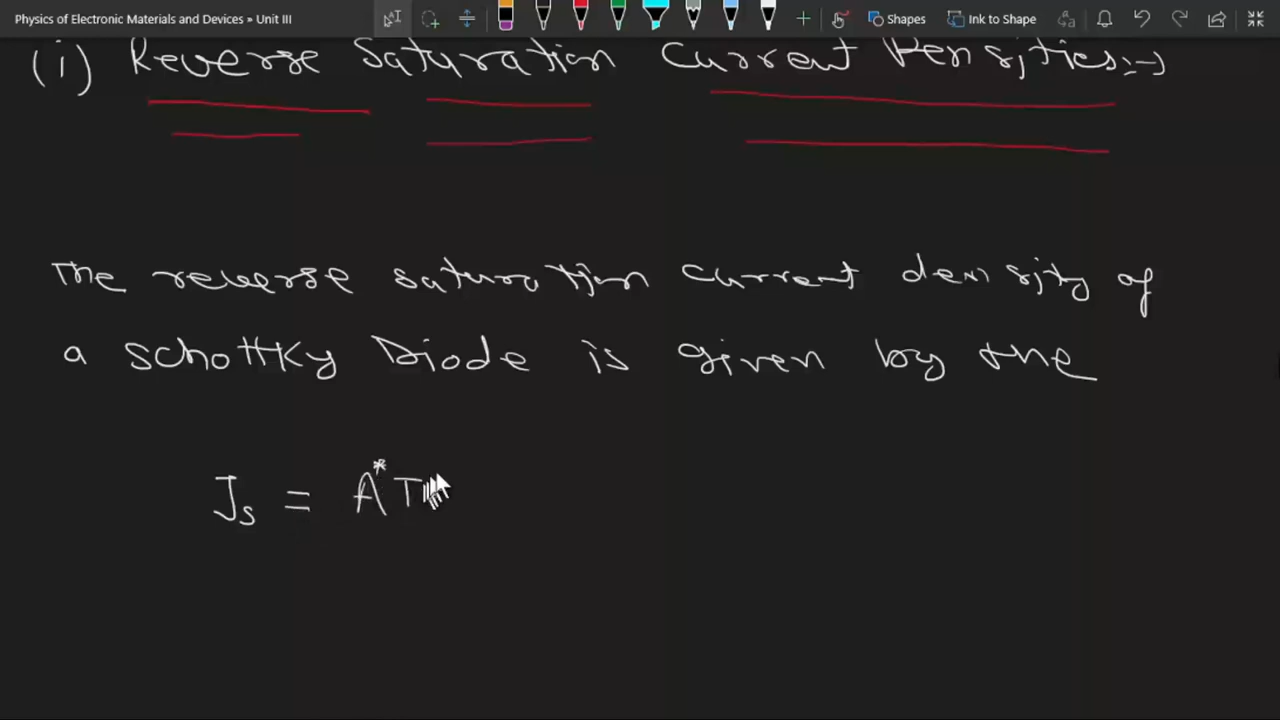 Physics of Electronic Materials and Devices » Unit III
Shapes
Ink to Shape
(i) Reverse Saturation Current Densities:→
The reverse saturation current density of
a Schottky Diode is given by the
Js = A*T